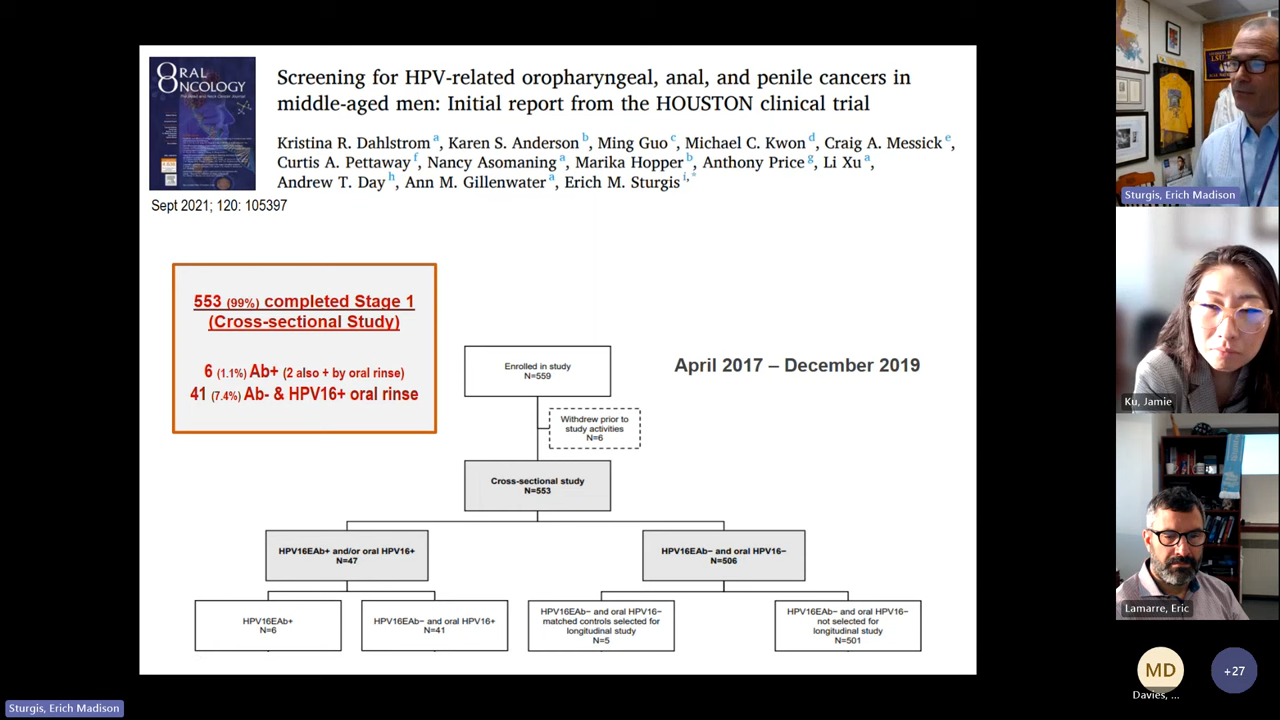 ORAL
ONCOLOGY
Screening for HPV-related oropharyngeal, anal, and penile cancers in
middle-aged men: Initial report from the HOUSTON clinical trial
Kristina R. Dahlstrom a, Karen S. Anderson b, Ming Guo c, Michael C. Kwon d, Craig A. Messick e,
Curtis A. Pettaway f, Nancy Asomaning a, Marika Hopper b, Anthony Price g, Li Xu a,
Andrew T. Day h, Ann M. Gillenwater a, Erich M. Sturgis i,*
Sept 2021; 120: 105397
553 (99%) completed Stage 1
(Cross-sectional Study)
6 (1.1%) Ab+ (2 also + by oral rinse)
41 (7.4%) Ab- & HPV16+ oral rinse
April 2017 – December 2019
Enrolled in study
N=559
Withdrew prior to
study activities
N=6
Cross-sectional study
N=553
HPV16EAb+ and/or oral HPV16+
N=47
HPV16EAb− and oral HPV16−
N=506
HPV16EAb+
N=6
HPV16EAb− and oral HPV16+
N=41
HPV16EAb− and oral HPV16−
matched controls selected for
longitudinal study
N=5
HPV16EAb− and oral HPV16−
not selected for
longitudinal study
N=501
Sturgis, Erich Madison
Ku, Jamie
Lamarre, Eric
MD
Davies, ...
+27
Sturgis, Erich Madison